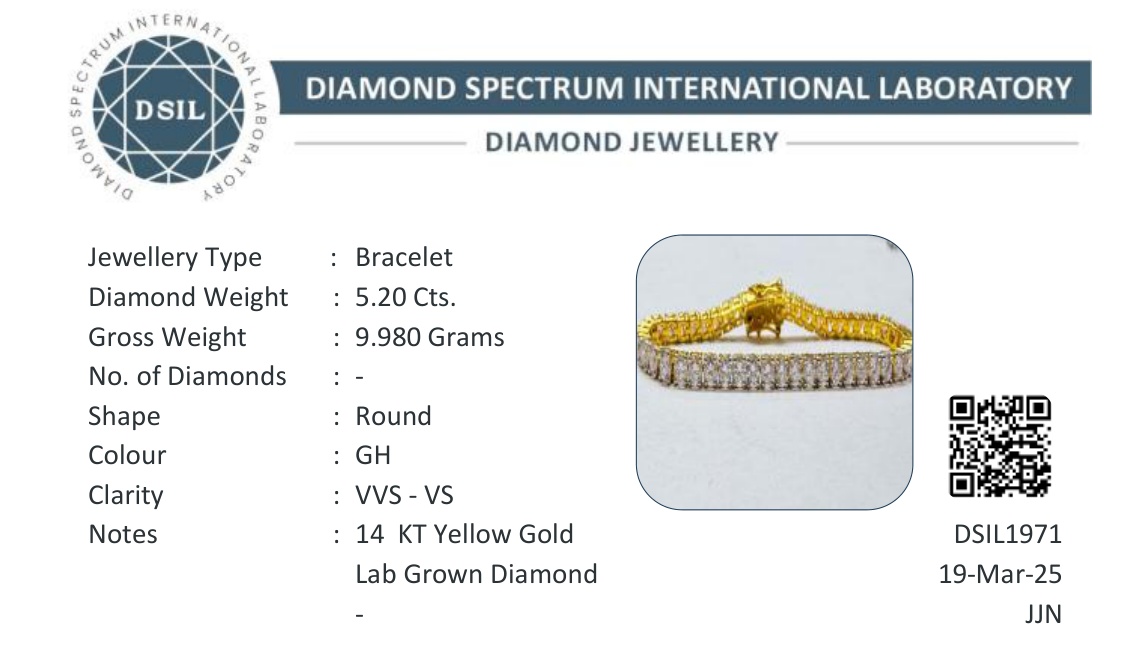 DIAMOND SPECTRUM INTERNATIONAL LABORATORY
DSIL
DIAMOND SPECTRUM INTERNATIONAL LABORATORY
DIAMOND JEWELLERY
Jewellery Type : Bracelet
Diamond Weight : 5.20 Cts.
Gross Weight : 9.980 Grams
No. of Diamonds : -
Shape : Round
Colour : GH
Clarity : VVS - VS
Notes : 14 KT Yellow Gold
Lab Grown Diamond
-
DSIL1971
19-Mar-25
JJN